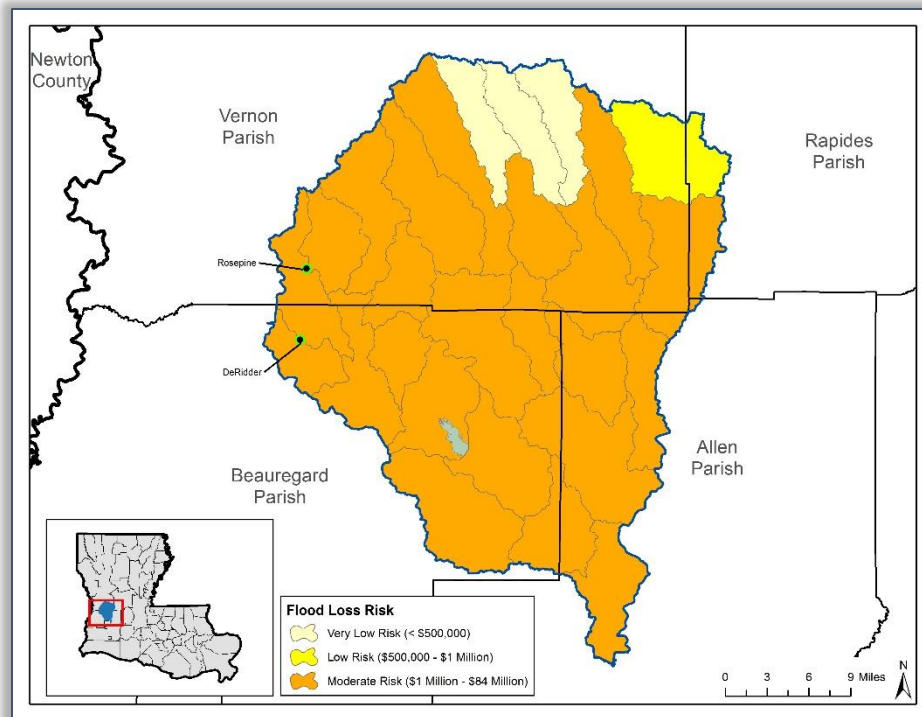 Newton
County
Vernon
Parish
Rapides
Parish
Rosepine
DeRidder
Beauregard
Parish
Allen
Parish
Flood Loss Risk
Very Low Risk (< $500,000)
Low Risk ($500,000 - $1 Million)
Moderate Risk ($1 Million - $84 Million)
0 3 6 9 Miles
N